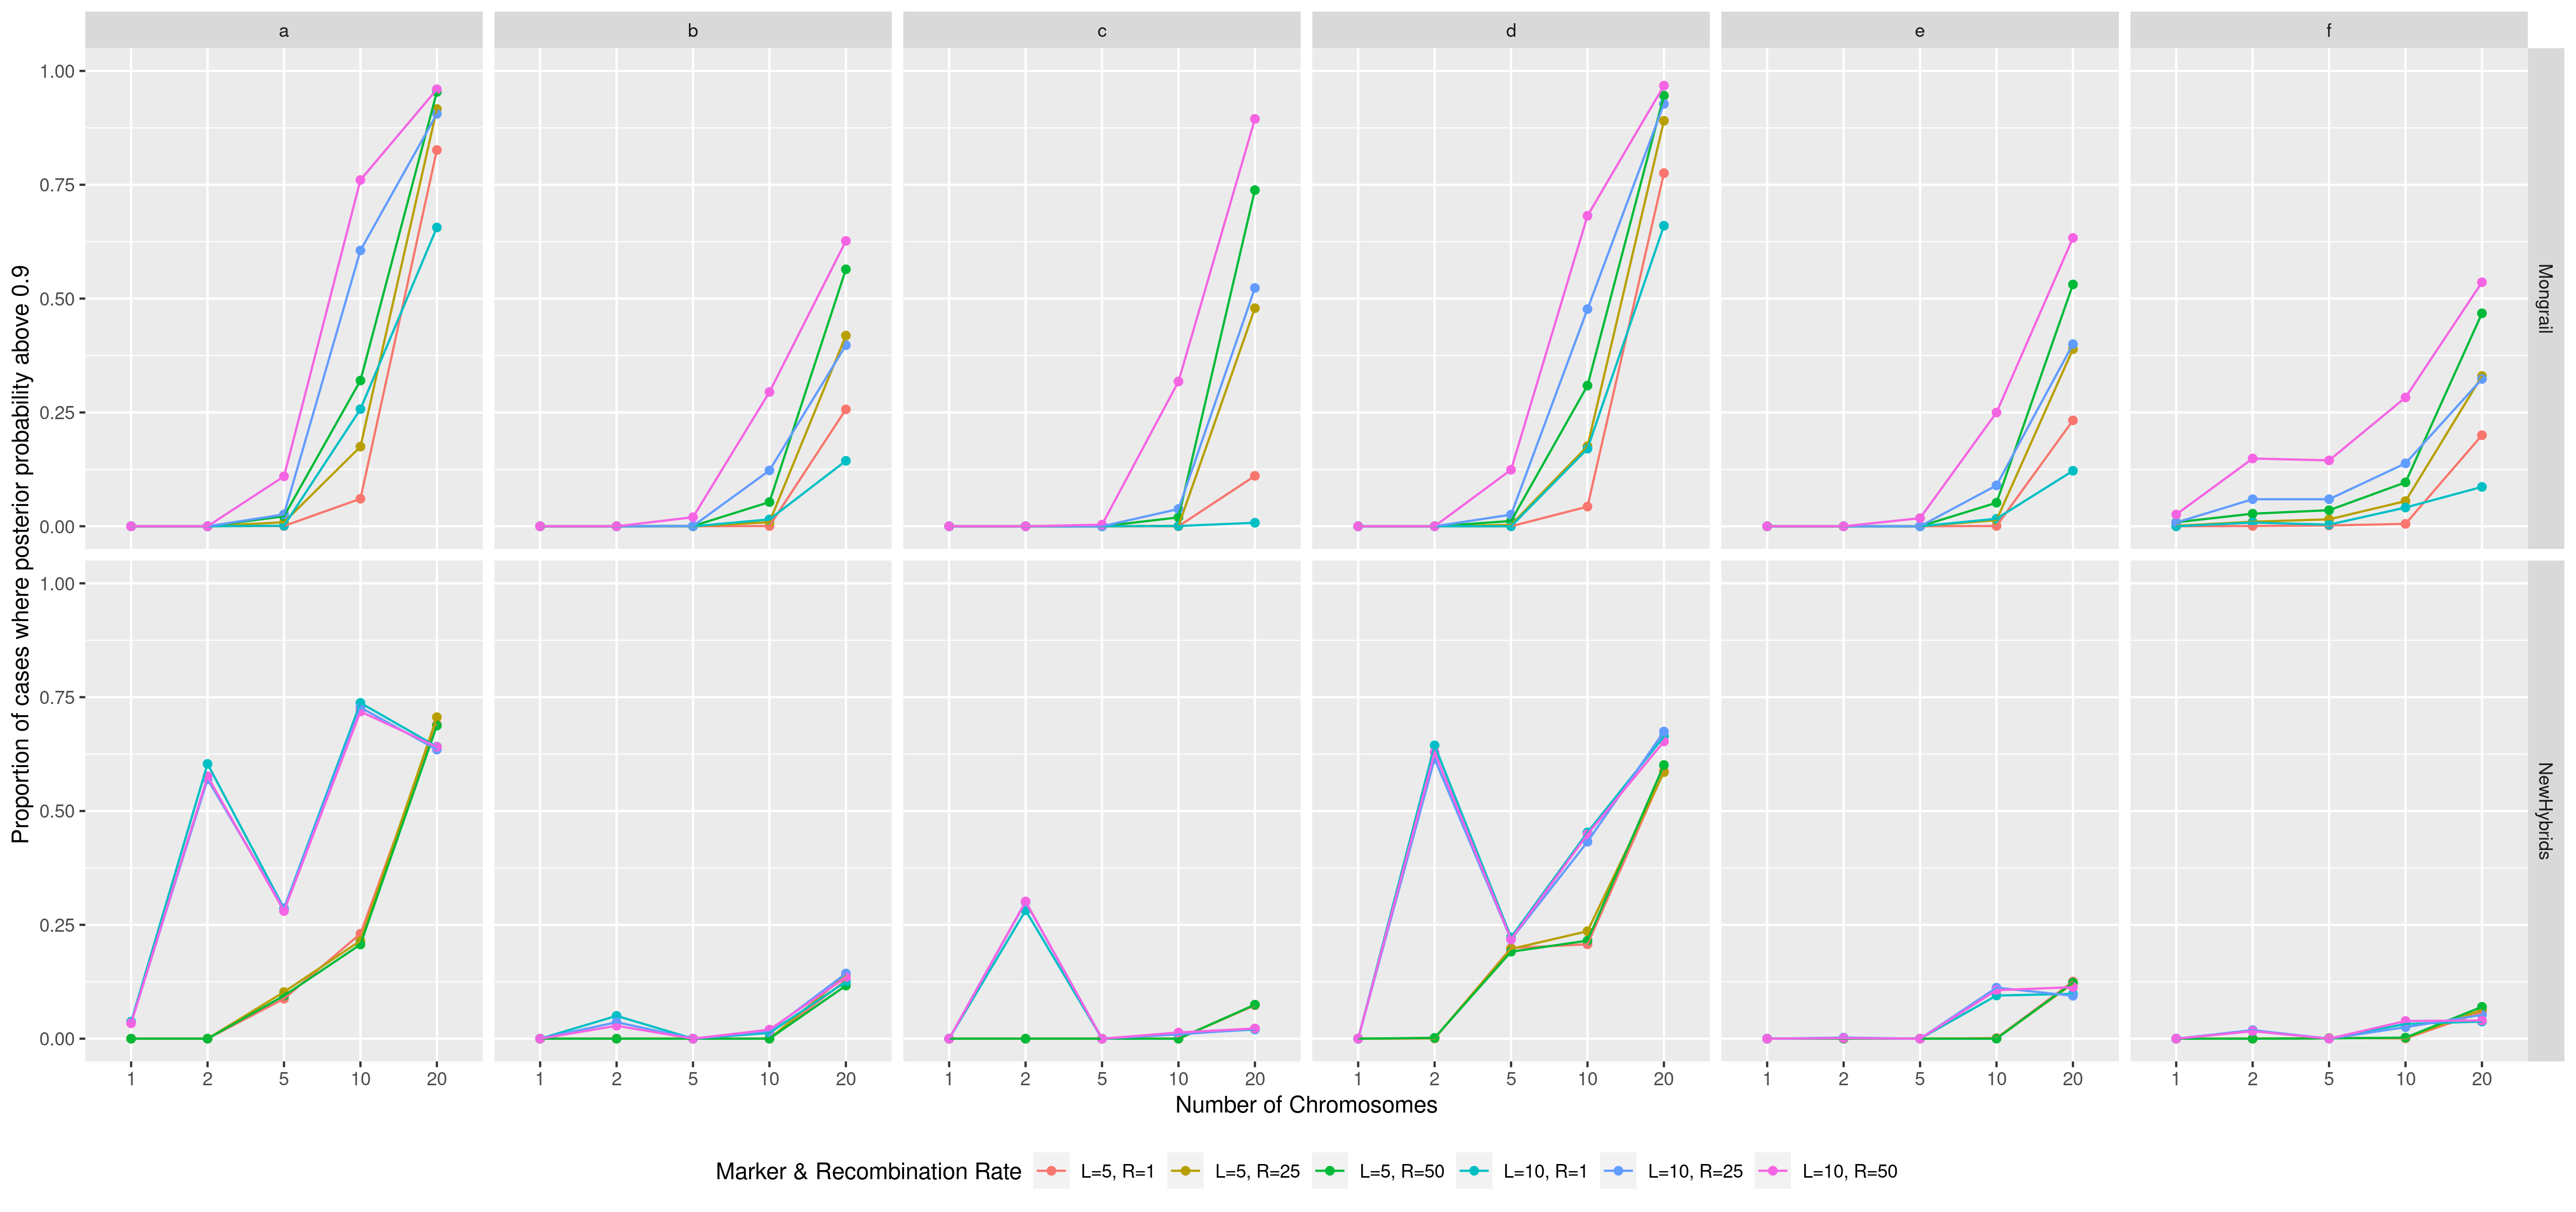 a b c d e f
Proportion of cases where posterior probability above 0.9
1.00
0.75
0.50
0.25
0.00
Mongrail
1.00
0.75
0.50
0.25
0.00
NewHybrids
1 2 5 10 20 1 2 5 10 20 1 2 5 10 20 1 2 5 10 20 1 2 5 10 20 1 2 5 10 20
Number of Chromosomes
Marker & Recombination Rate L=5, R=1 L=5, R=25 L=5, R=50 L=10, R=1 L=10, R=25 L=10, R=50